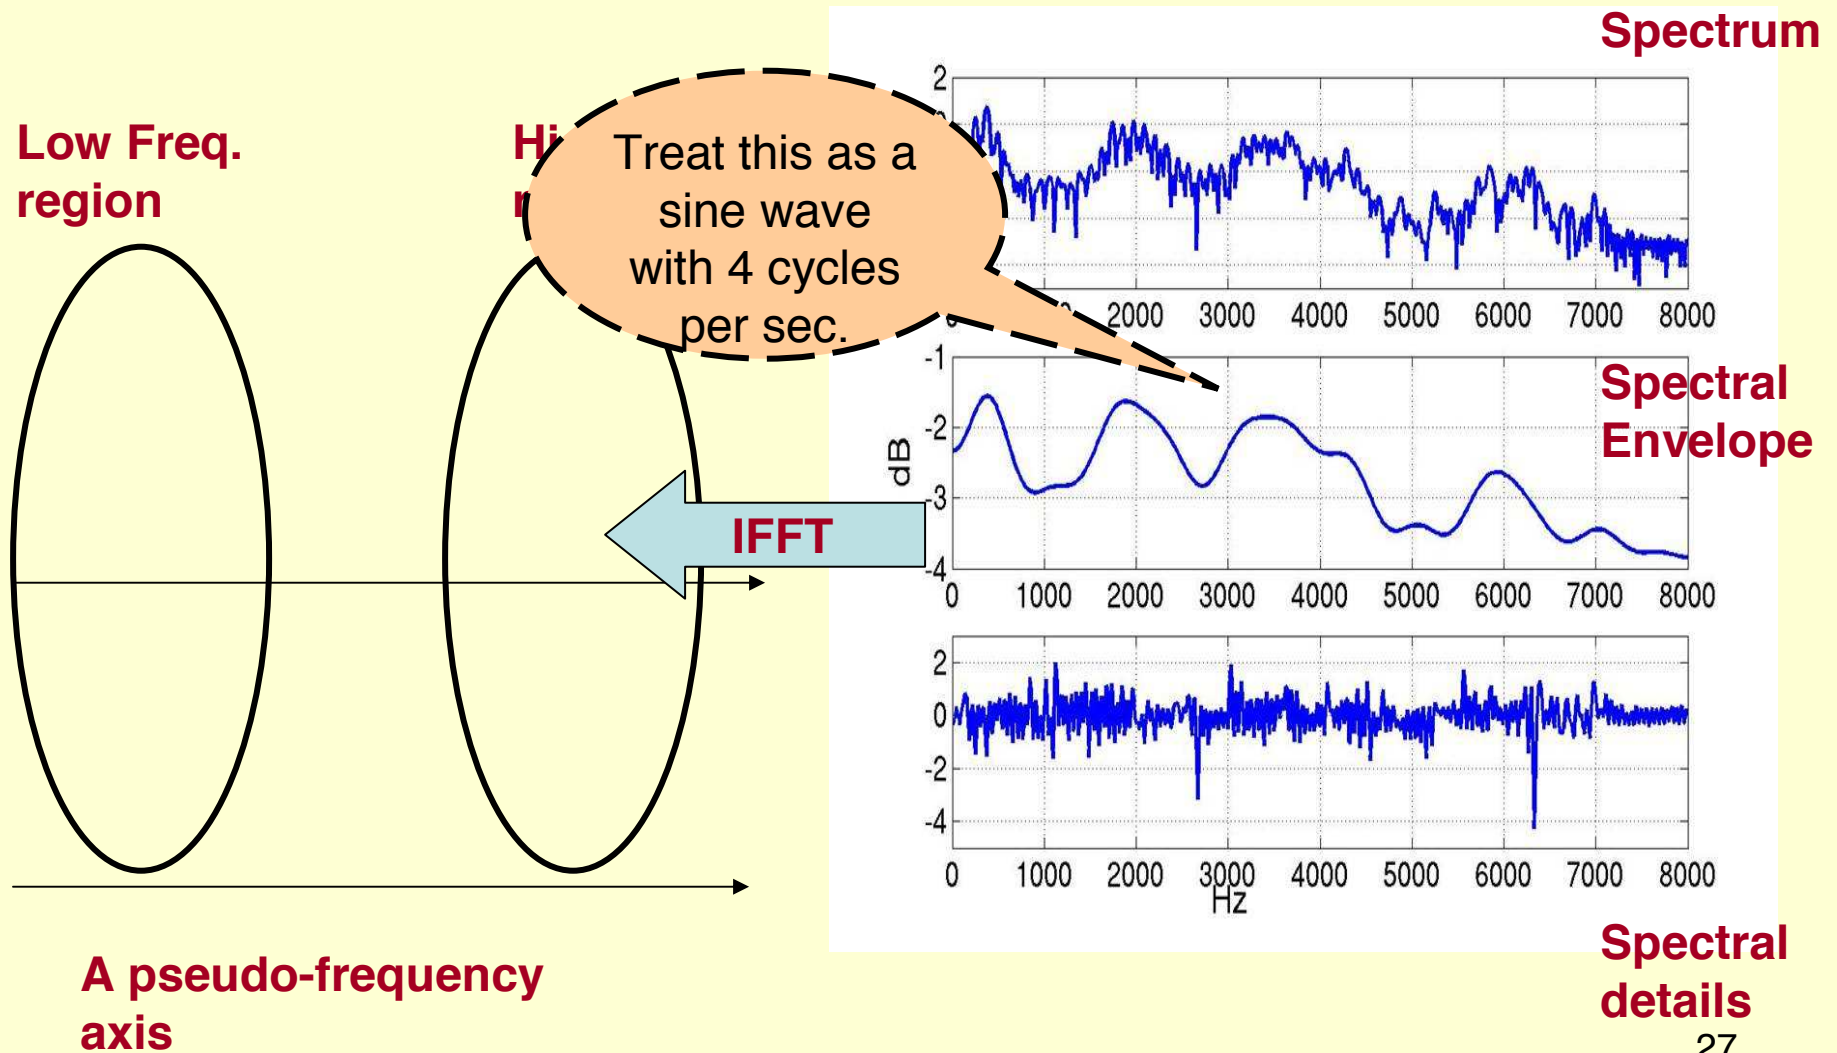 Spectrum
Low Freq.
region
Treat this as a
sine wave
with 4 cycles
per sec.
2
2000 3000 4000 5000 6000 7000 8000
-1
-2
-3
-4
dB
Spectral
Envelope
IFFT
0 1000 2000 3000 4000 5000 6000 7000 8000
2
0
-2
-4
0 1000 2000 3000 4000 5000 6000 7000 8000
Hz
A pseudo-frequency
axis
Spectral
details
27